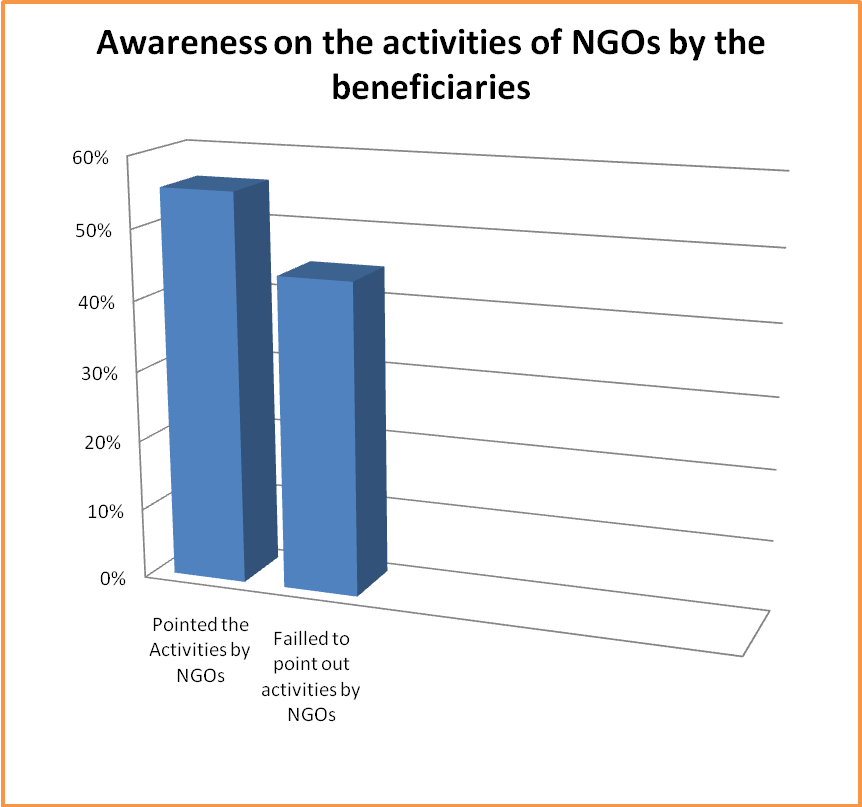 Awareness on the activities of NGOs by the
beneficiaries
60%
50%
40%
30%
20%
10%
0%
Pointed the
Activities by
NGOs
Failled to
point out
activities by
NGOs